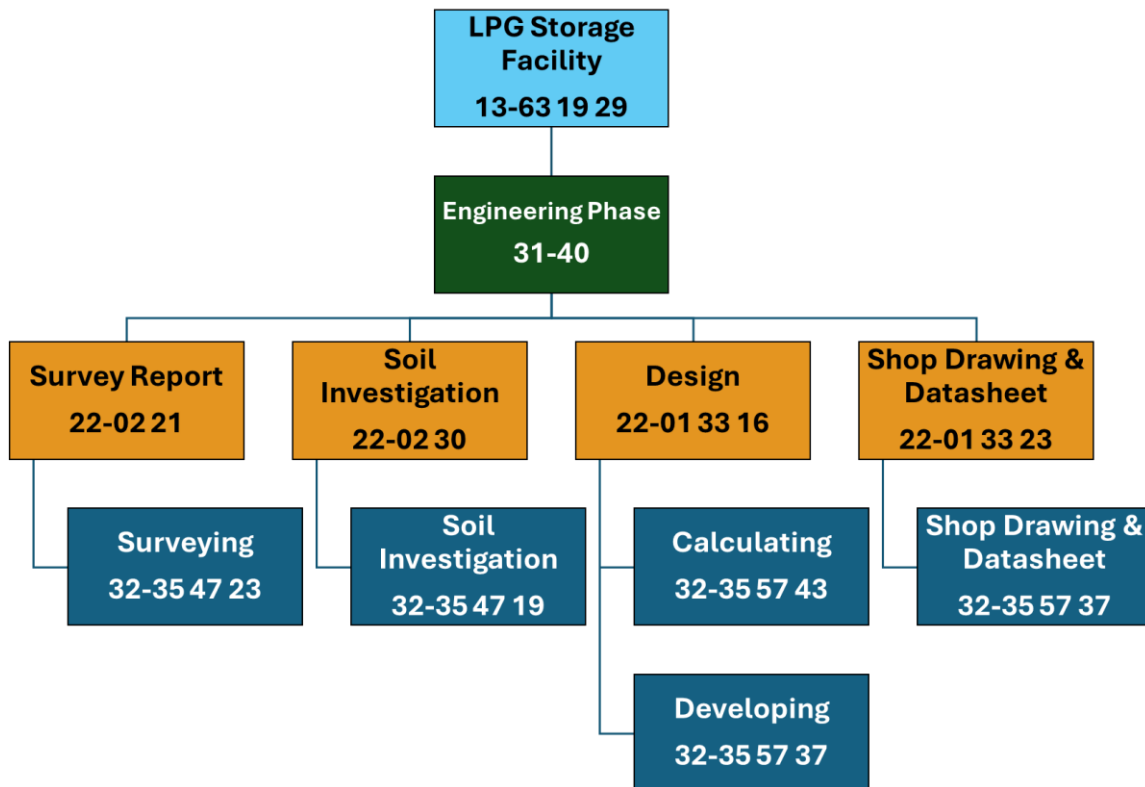 LPG Storage
Facility
13-63 19 29
Engineering Phase
31-40
Survey Report
22-02 21
Soil
Investigation
22-02 30
Design
22-01 33 16
Shop Drawing &
Datasheet
22-01 33 23
Surveying
32-35 47 23
Soil
Investigation
32-35 47 19
Calculating
32-35 57 43
Shop Drawing &
Datasheet
32-35 57 37
Developing
32-35 57 37